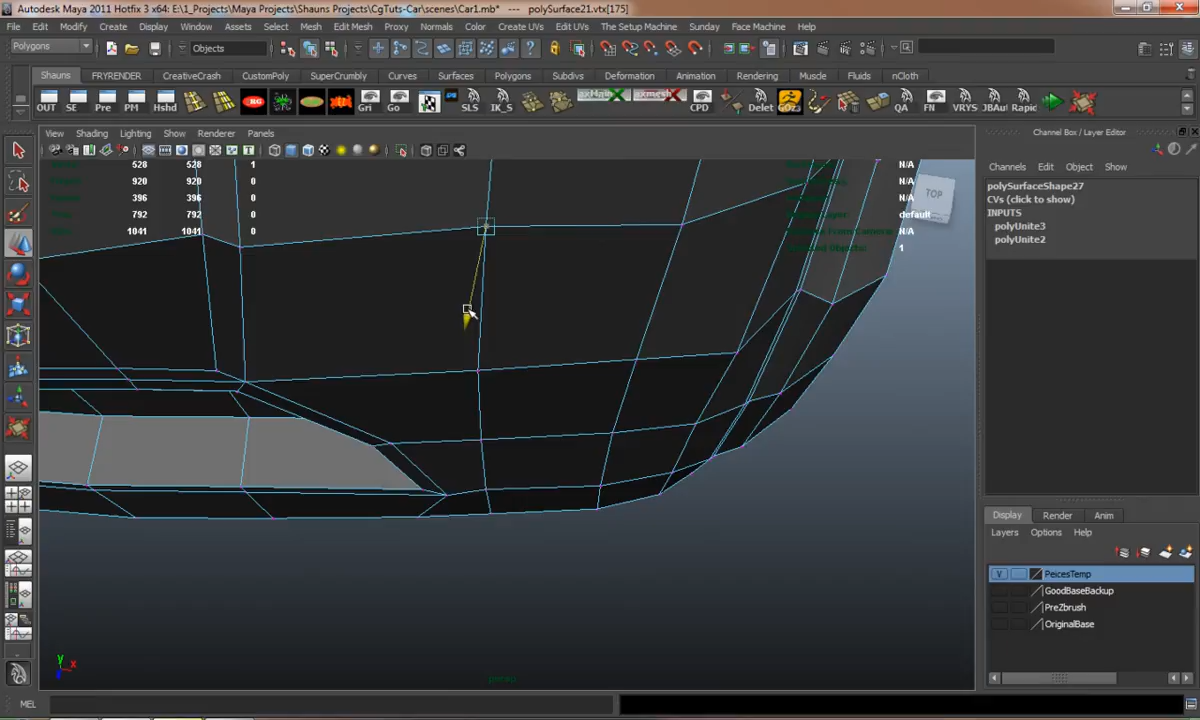 Autodesk Maya 2011 Hotfix 3 x64: E:\1_Projects\Maya Projects\Shauns Projects\CgTuts-Car\scenes\Car1.mb* --- polySurface21.vtx[175]
File Edit Modify Create Display Window Assets Select Mesh Edit Mesh Proxy Normals Color Create UVs Edit UVs The Setup Machine Sunday Muscle Help
Polygons Objects
Shauns FRYRENDER CreativeCrash CustomPoly SuperCrumbly Curves Surfaces Polygons Subdivs Deformation Animation Rendering Muscle Fluids nCloth
OUT SE Pre PM Hshd Gri Go SLS IK_S CPD Delet GOz QA FN VRYS JBAut Rapic
View Shading Lighting Show Renderer Panels
Channel Box / Layer Editor
Channels Edit Object Show
528 528 1 N/A
920 920 0
396 396 0 N/A
792 792 0 default
1041 1041 0 N/A
1
TOP
polySurfaceShape27
CVs (click to show)
INPUTS
polyUnite3
polyUnite2
Display Render Anim
Layers Options Help
V PeicesTemp
GoodBaseBackup
PreZbrush
OriginalBase
y
x
z
persp
MEL